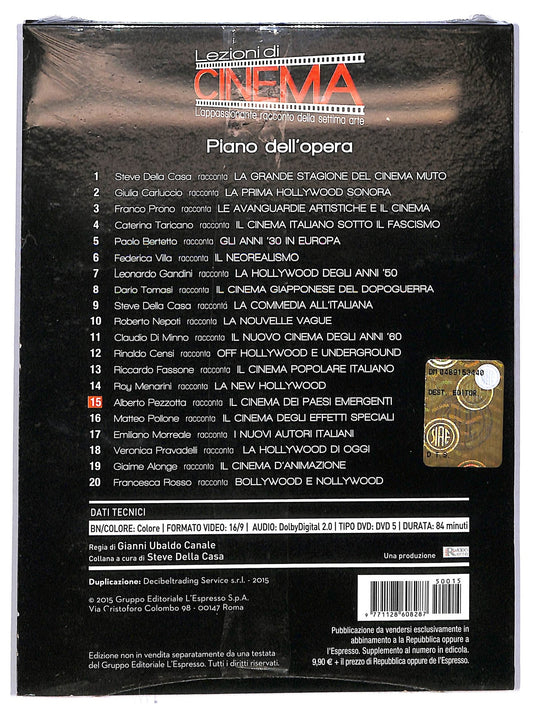 Lezioni di
CINEMA
L'appassionante racconto della settima arte
Piano dell'opera
1 Steve Della Casa racconta LA GRANDE STAGIONE DEL CINEMA MUTO
2 Giulia Carluccio racconta LA PRIMA HOLLYWOOD SONORA
3 Franco Prono racconta LE AVANGUARDIE ARTISTICHE E IL CINEMA
4 Caterina Taricano racconta IL CINEMA ITALIANO SOTTO IL FASCISMO
5 Paolo Bertetto racconta GLI ANNI '30 IN EUROPA
6 Federica Villa racconta IL NEOREALISMO
7 Leonardo Gandini racconta LA HOLLYWOOD DEGLI ANNI '50
8 Dario Tomasi racconta IL CINEMA GIAPPONESE DEL DOPOGUERRA
9 Steve Della Casa racconta LA COMMEDIA ALL'ITALIANA
10 Roberto Nepoti racconta LA NOUVELLE VAGUE
11 Claudio Di Minno racconta IL NUOVO CINEMA DEGLI ANNI '60
12 Rinaldo Censi racconta OFF HOLLYWOOD E UNDERGROUND
13 Riccardo Fassone racconta IL CINEMA POPOLARE ITALIANO
14 Roy Menarini racconta LA NEW HOLLYWOOD
15 Alberto Pezzotta racconta IL CINEMA DEI PAESI EMERGENTI
16 Matteo Pollone racconta IL CINEMA DEGLI EFFETTI SPECIALI
17 Emiliano Morreale racconta I NUOVI AUTORI ITALIANI
18 Veronica Pravadelli racconta LA HOLLYWOOD DI OGGI
19 Giaime Alonge racconta IL CINEMA D'ANIMAZIONE
20 Francesca Rosso racconta BOLLYWOOD E NOLLYWOOD
DM 0489153440
DEST. EDITOR.
SIAE
DATI TECNICI
BN/COLORE: Colore | FORMATO VIDEO: 16/9 | AUDIO: DolbyDigital 2.0 | TIPO DVD: DVD 5 | DURATA: 84 minuti
Regia di Gianni Ubaldo Canale
Collana a cura di Steve Della Casa
Una produzione
Duplicazione: Decibeltrading Service s.r.l. - 2015
© 2015 Gruppo Editoriale L'Espresso S.p.A.
Via Cristoforo Colombo 98 - 00147 Roma
Edizione non in vendita separatamente da una testata
del Gruppo Editoriale L'Espresso. Tutti i diritti riservati.
50015
9 771128 608287
Pubblicazione da vendersi esclusivamente in
abbinamento a la Repubblica oppure a
L'Espresso. Supplemento al numero in edicola.
9,90 € + il prezzo di Repubblica oppure de l'Espresso.